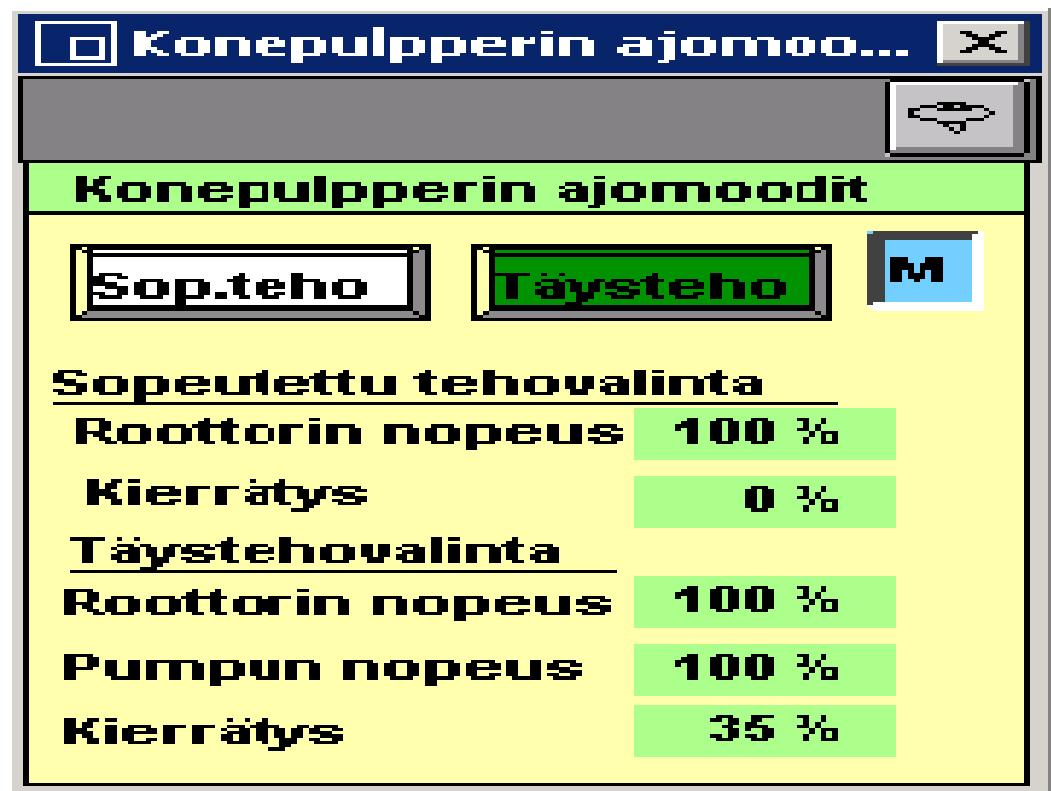 Konepulpperin ajomoo...
Konepulpperin ajomoodit
Sop.teho Täysteho M
Sopeutettu tehovalinta
Roottorin nopeus 100 %
Kierrätys 0 %
Täystehovalinta
Roottorin nopeus 100 %
Pumpun nopeus 100 %
Kierrätys 35 %